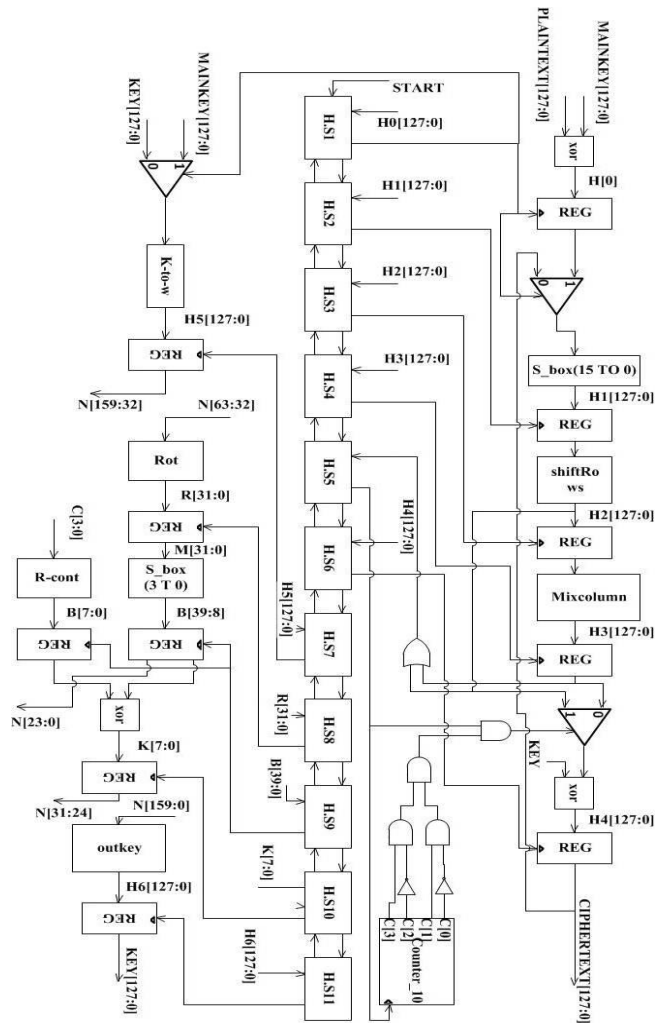 MAINKEY[127:0]
KEY[127:0]
1
0
K-to-w
H5[127:0]
REG
N[159:32]
N[63:32]
Rot
R[31:0]
REG
C[3:0]
M[31:0]
R-cont
S_box
(3 T 0)
B[7:0]
B[39:8]
REG
REG
N[23:0]
xor
K[7:0]
REG
N[31:24]
N[159:0]
outkey
H6[127:0]
REG
KEY[127:0]
START
H.S1
H0[127:0]
H.S2
H1[127:0]
H.S3
H2[127:0]
H.S4
H3[127:0]
H.S5
H.S6
H4[127:0]
H5[127:0]
H.S7
R[31:0]
H.S8
B[39:0]
H.S9
K[7:0]
H.S10
H6[127:0]
H.S11
C[3]
C[2]
C[1]
C[0]
Counter_10
PLAINTEXT[127:0]
MAINKEY[127:0]
xor
H[0]
REG
0
1
S_box(15 TO 0)
H1[127:0]
REG
shiftRo
ws
H2[127:0]
REG
Mixcolumn
H3[127:0]
REG
1
0
KEY
xor
H4[127:0]
REG
CIPHERTEXT[127:0]